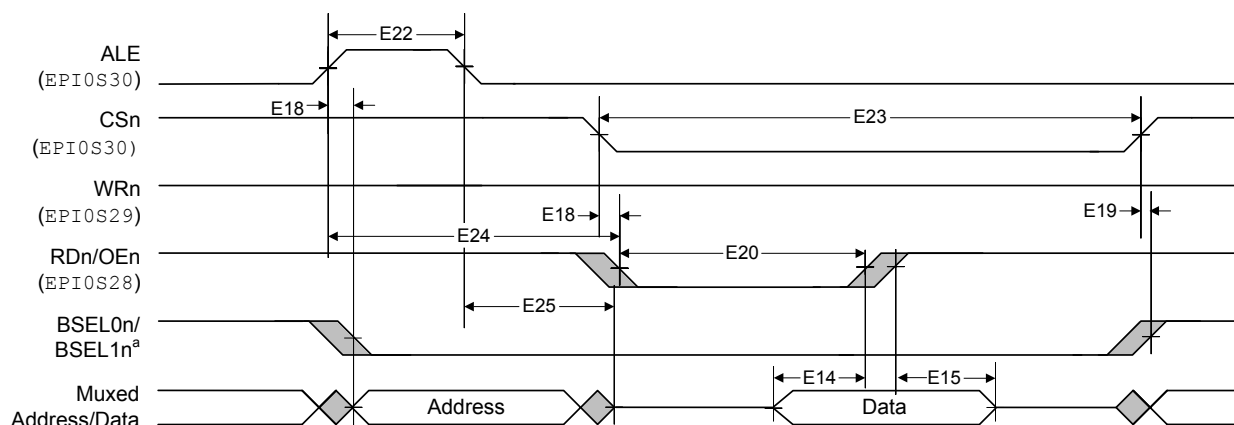 E22
ALE
(EPI0S30)
E18
CSn
E23
(EPI0S30)
WRn
(EPI0S29)
E18
E19
E24
RDn/OEn
E20
(EPI0S28)
E25
BSEL0n/
BSEL1nª
E14
E15
Muxed
Address/Data
Address
Data